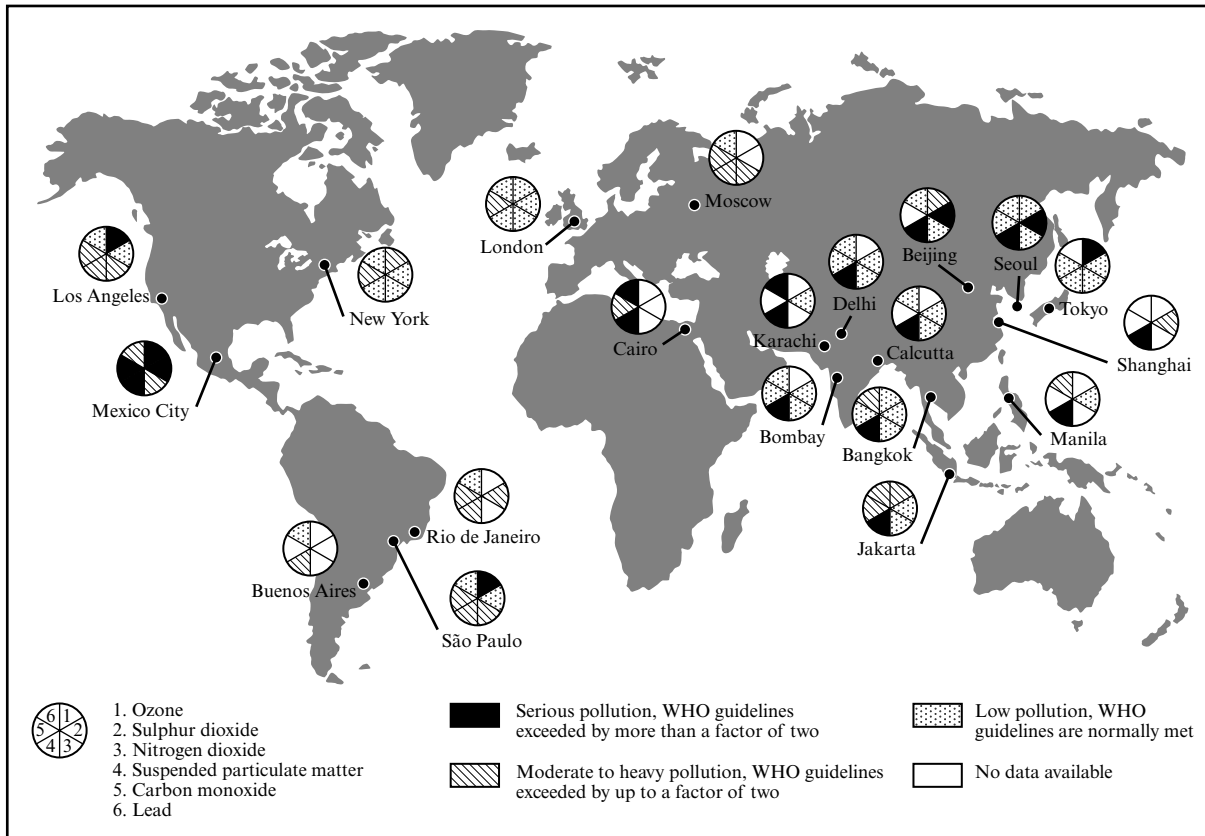 Moscow
London
Beijing
Seoul
Los Angeles
New York
Delhi
Tokyo
Cairo
Karachi
Calcutta
Shanghai
Mexico City
Bombay
Bangkok
Manila
Rio de Janeiro
Jakarta
Buenos Aires
São Paulo
6 1
5 2
4 3
1. Ozone
2. Sulphur dioxide
3. Nitrogen dioxide
4. Suspended particulate matter
5. Carbon monoxide
6. Lead
Serious pollution, WHO guidelines
exceeded by more than a factor of two
Moderate to heavy pollution, WHO guidelines
exceeded by up to a factor of two
Low pollution, WHO
guidelines are normally met
No data available